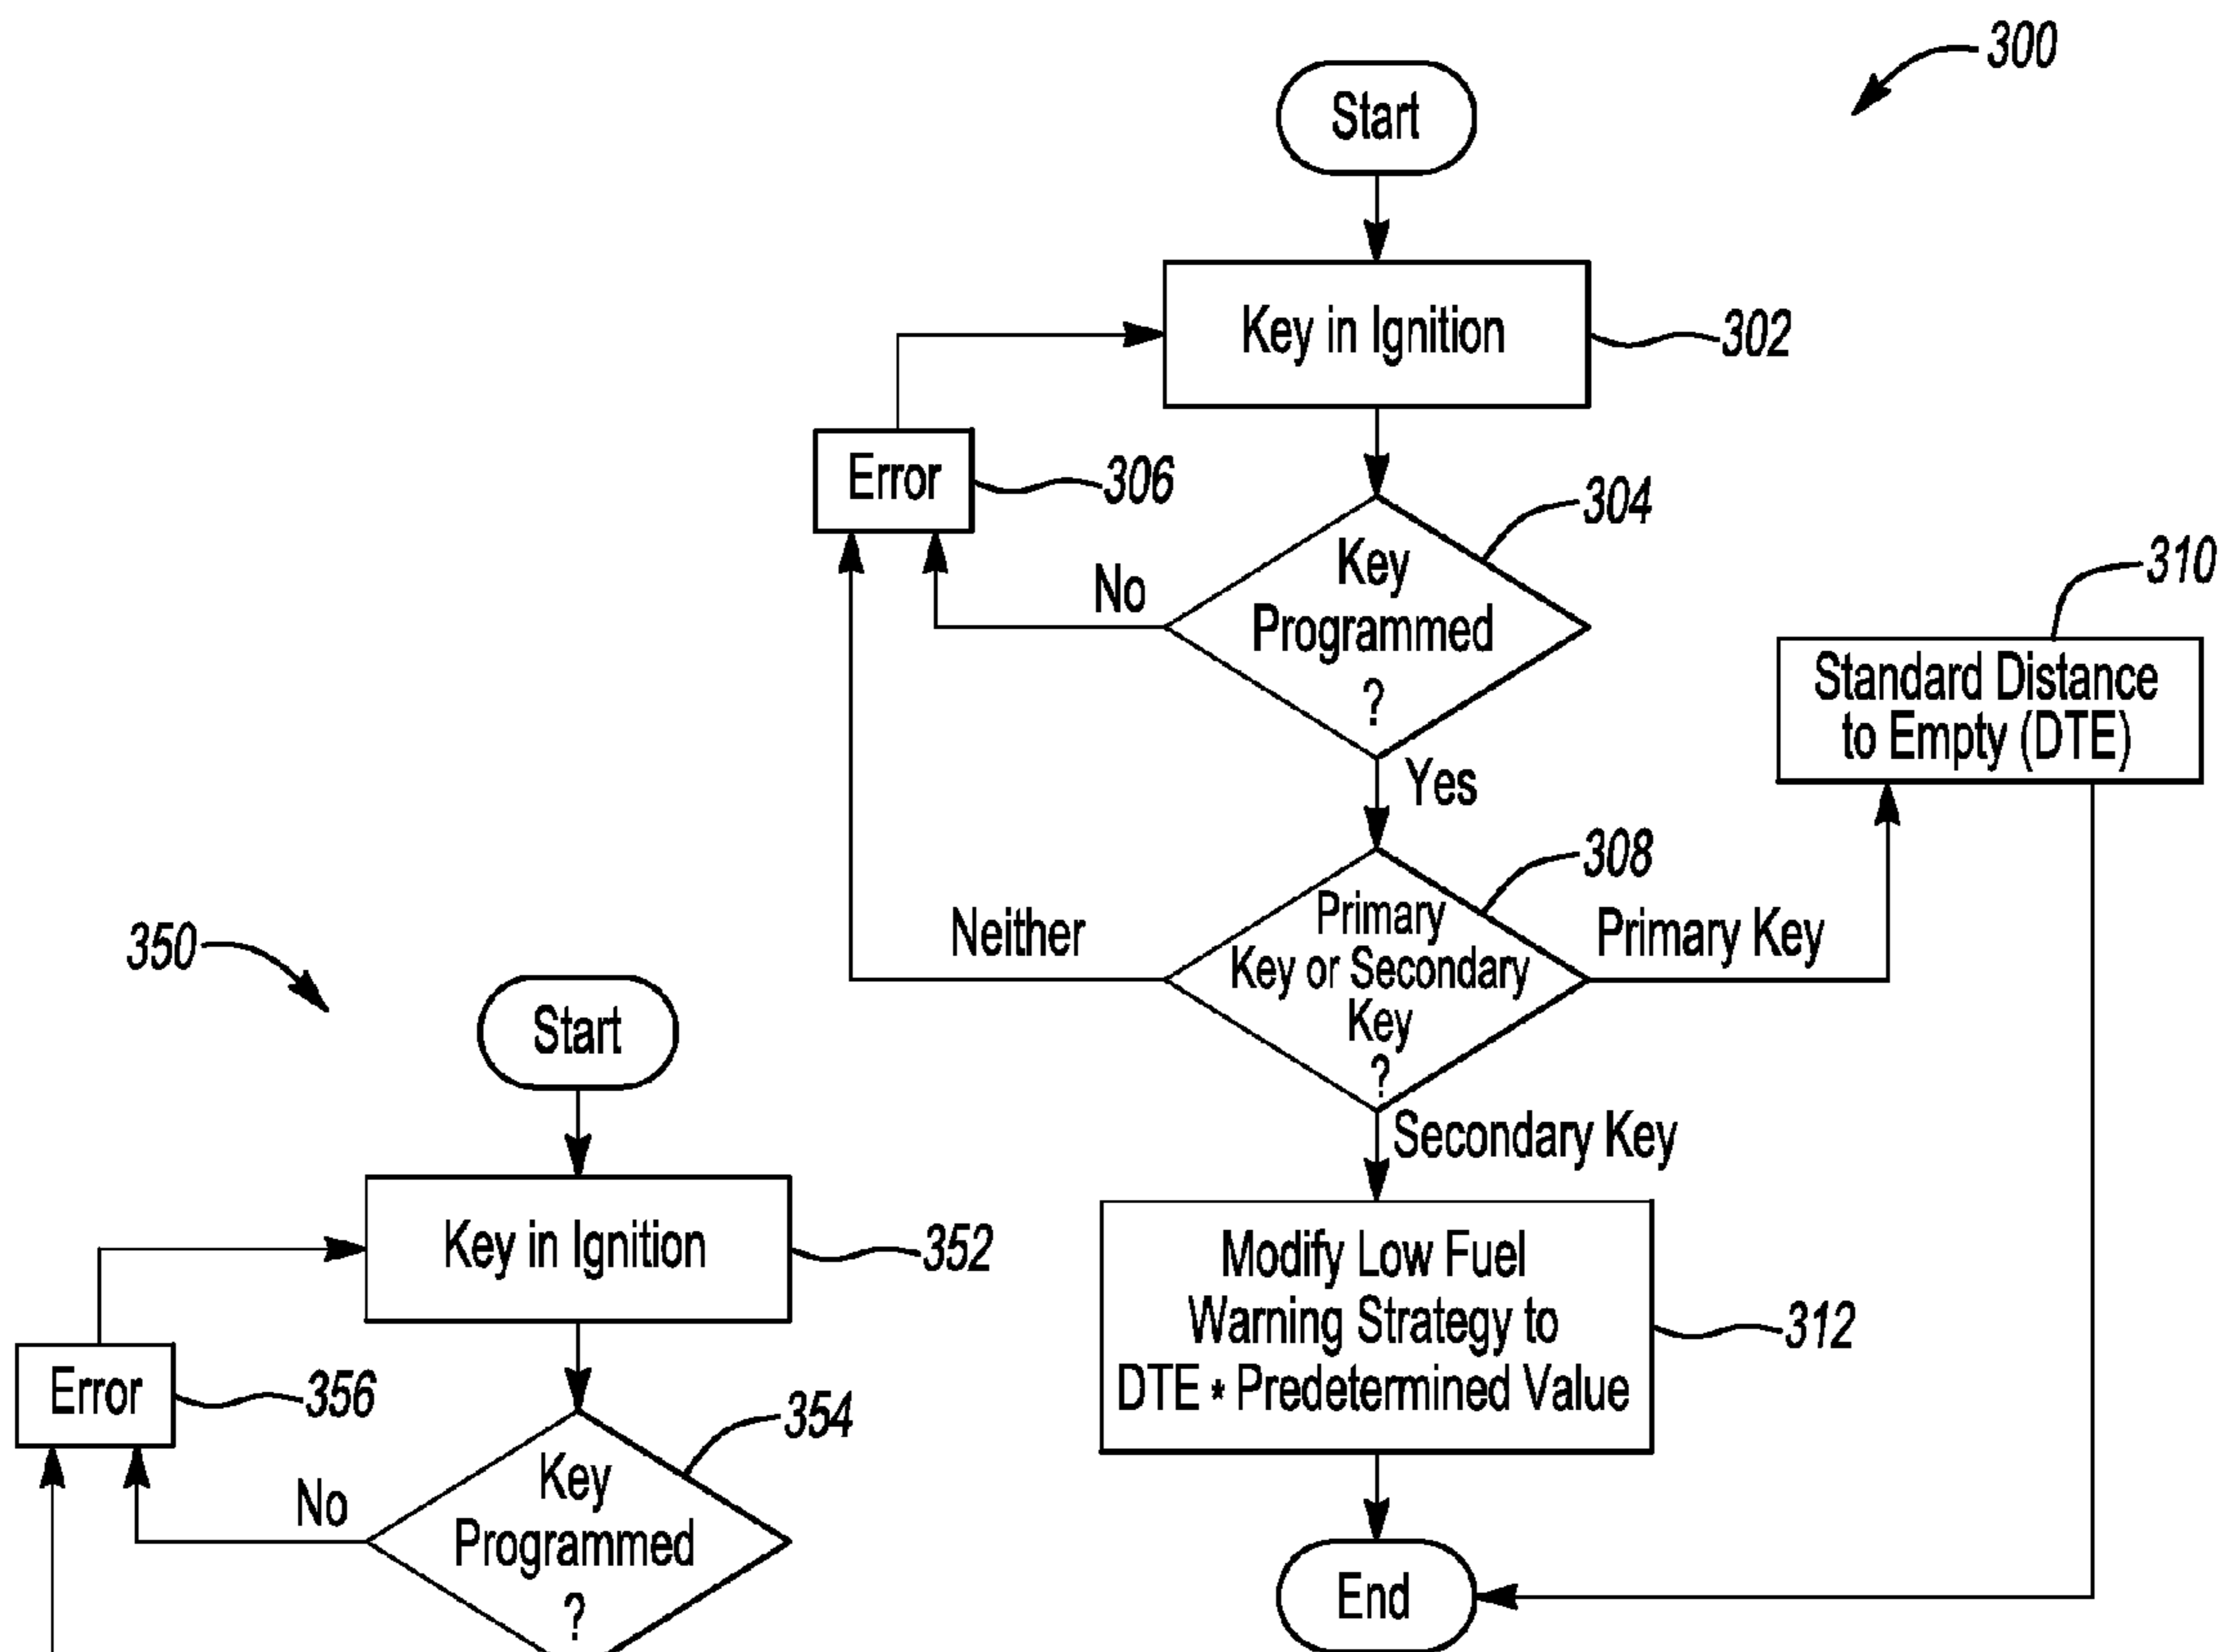 300
Start
Key in Ignition
302
Error
306
304
Key
Programmed
?
No
Yes
310
Standard Distance
to Empty (DTE)
308
Primary
Key or Secondary
Key
?
Neither
Primary Key
Secondary Key
Modify Low Fuel
Warning Strategy to
DTE * Predetermined Value
312
End
350
Start
Key in Ignition
352
Error
356
354
Key
Programmed
?
No